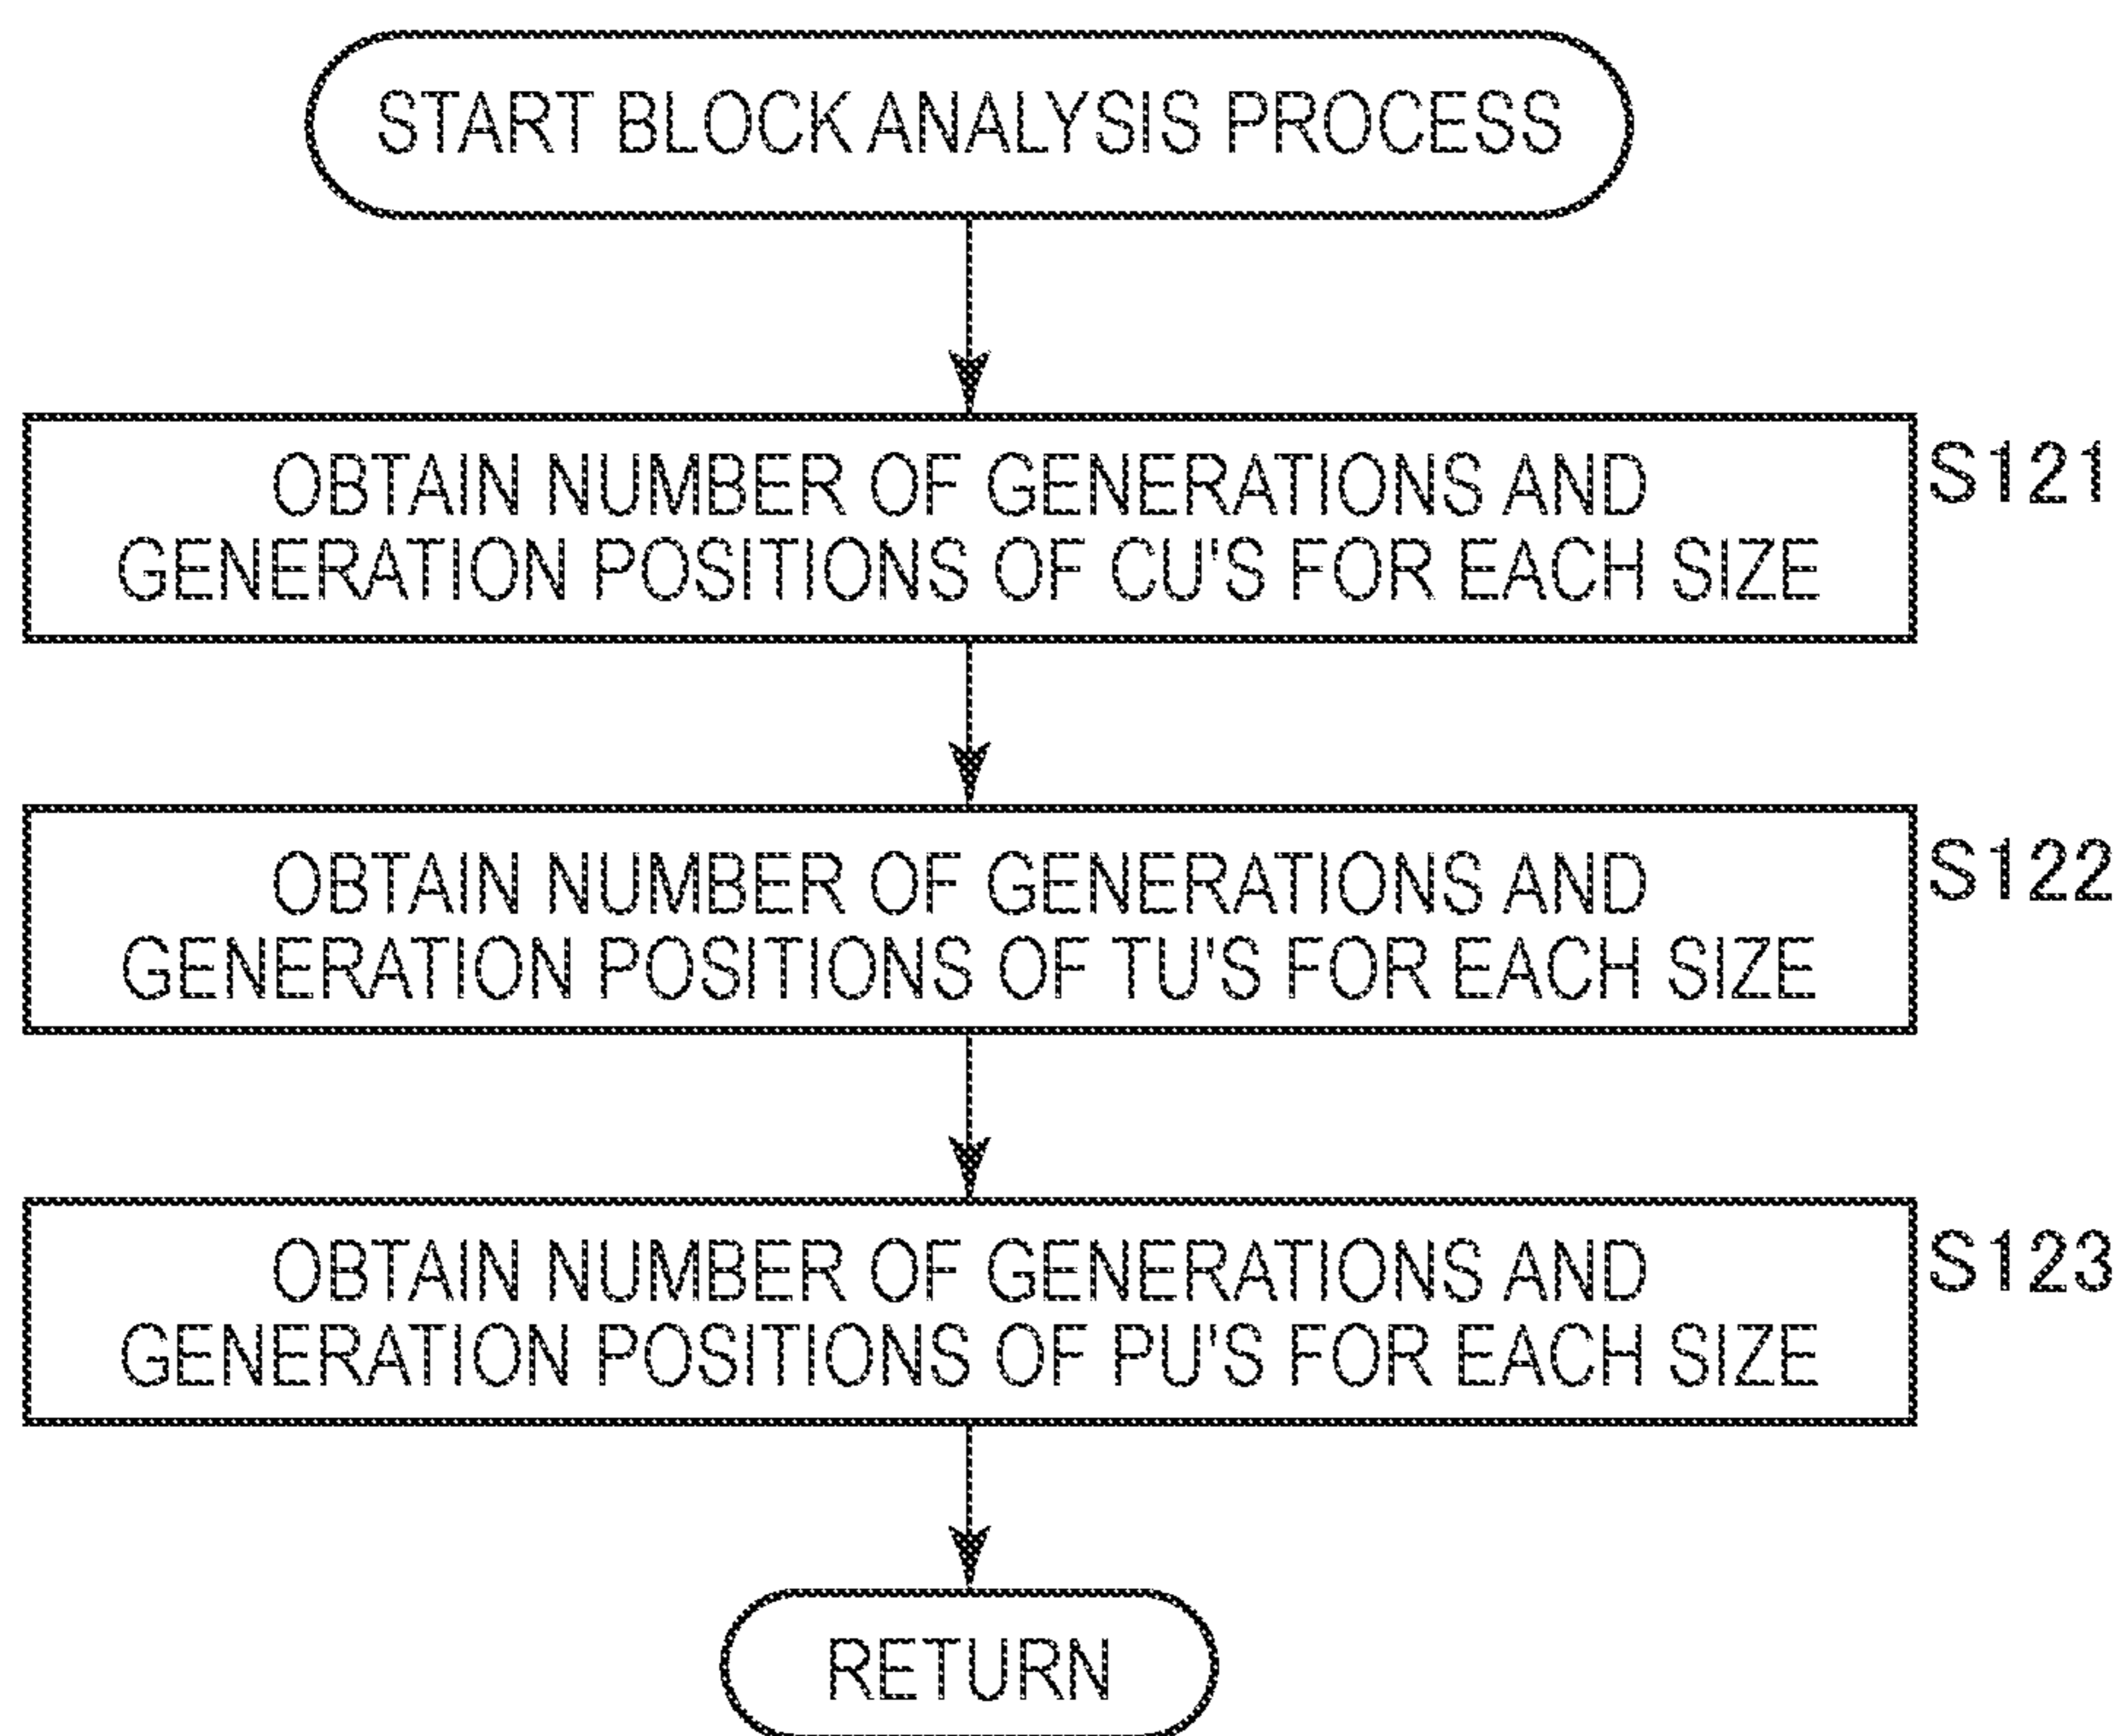 START BLOCK ANALYSIS PROCESS
OBTAIN NUMBER OF GENERATIONS AND
GENERATION POSITIONS OF CU'S FOR EACH SIZE
S121
OBTAIN NUMBER OF GENERATIONS AND
GENERATION POSITIONS OF TU'S FOR EACH SIZE
S122
OBTAIN NUMBER OF GENERATIONS AND
GENERATION POSITIONS OF PU'S FOR EACH SIZE
S123
RETURN